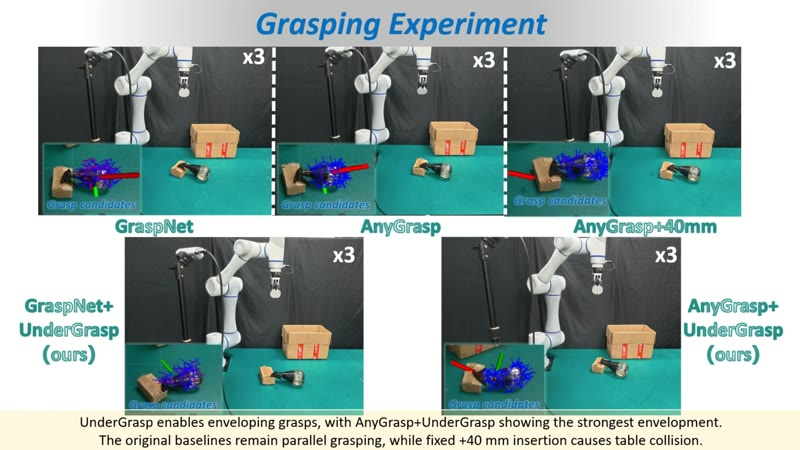 Grasping Experiment
x3
x3
x3
Grasp candidates
Grasp candidates
Grasp candidates
GraspNet
AnyGrasp
AnyGrasp+40mm
x3
x3
GraspNet+
UnderGrasp
(ours)
AnyGrasp+
UnderGrasp
(ours)
Grasp candidates
Grasp candidates
UnderGrasp enables enveloping grasps, with AnyGrasp+UnderGrasp showing the strongest envelopment.
The original baselines remain parallel grasping, while fixed +40 mm insertion causes table collision.